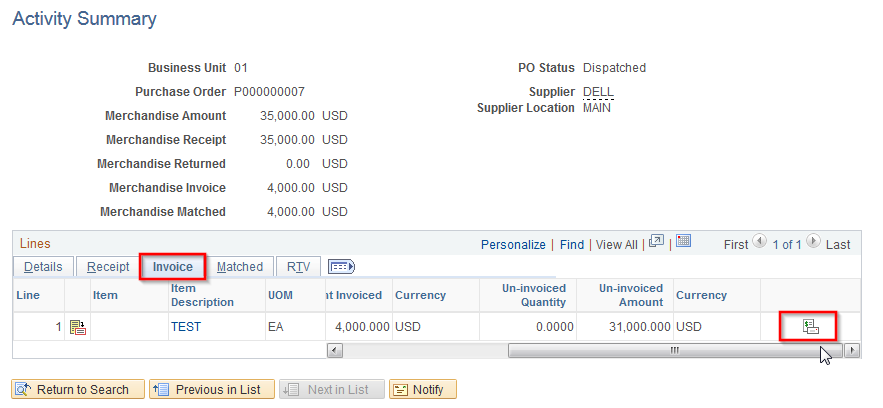 Activity Summary
Business Unit 01 PO Status Dispatched
Purchase Order P000000007 Supplier DELL
Merchandise Amount 35,000.00 USD Supplier Location MAIN
Merchandise Receipt 35,000.00 USD
Merchandise Returned 0.00 USD
Merchandise Invoice 4,000.00 USD
Merchandise Matched 4,000.00 USD
Lines Personalize | Find | View All | First 1 of 1 Last
Details Receipt Invoice Matched RTV
Line Item Item Description UOM t Invoiced Currency Un-invoiced Quantity Un-invoiced Amount Currency
1 TEST EA 4,000.000 USD 0.0000 31,000.000 USD
Return to Search Previous in List Next in List Notify